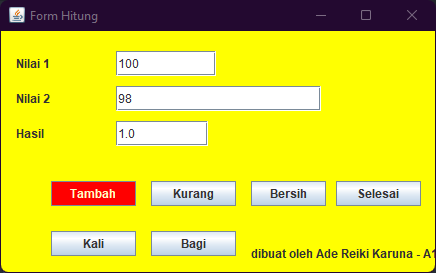 Form Hitung
Nilai 1 100
Nilai 2 98
Hasil 1.0
Tambah Kurang Bersih Selesai
Kali Bagi
dibuat oleh Ade Reiki Karuna - A1